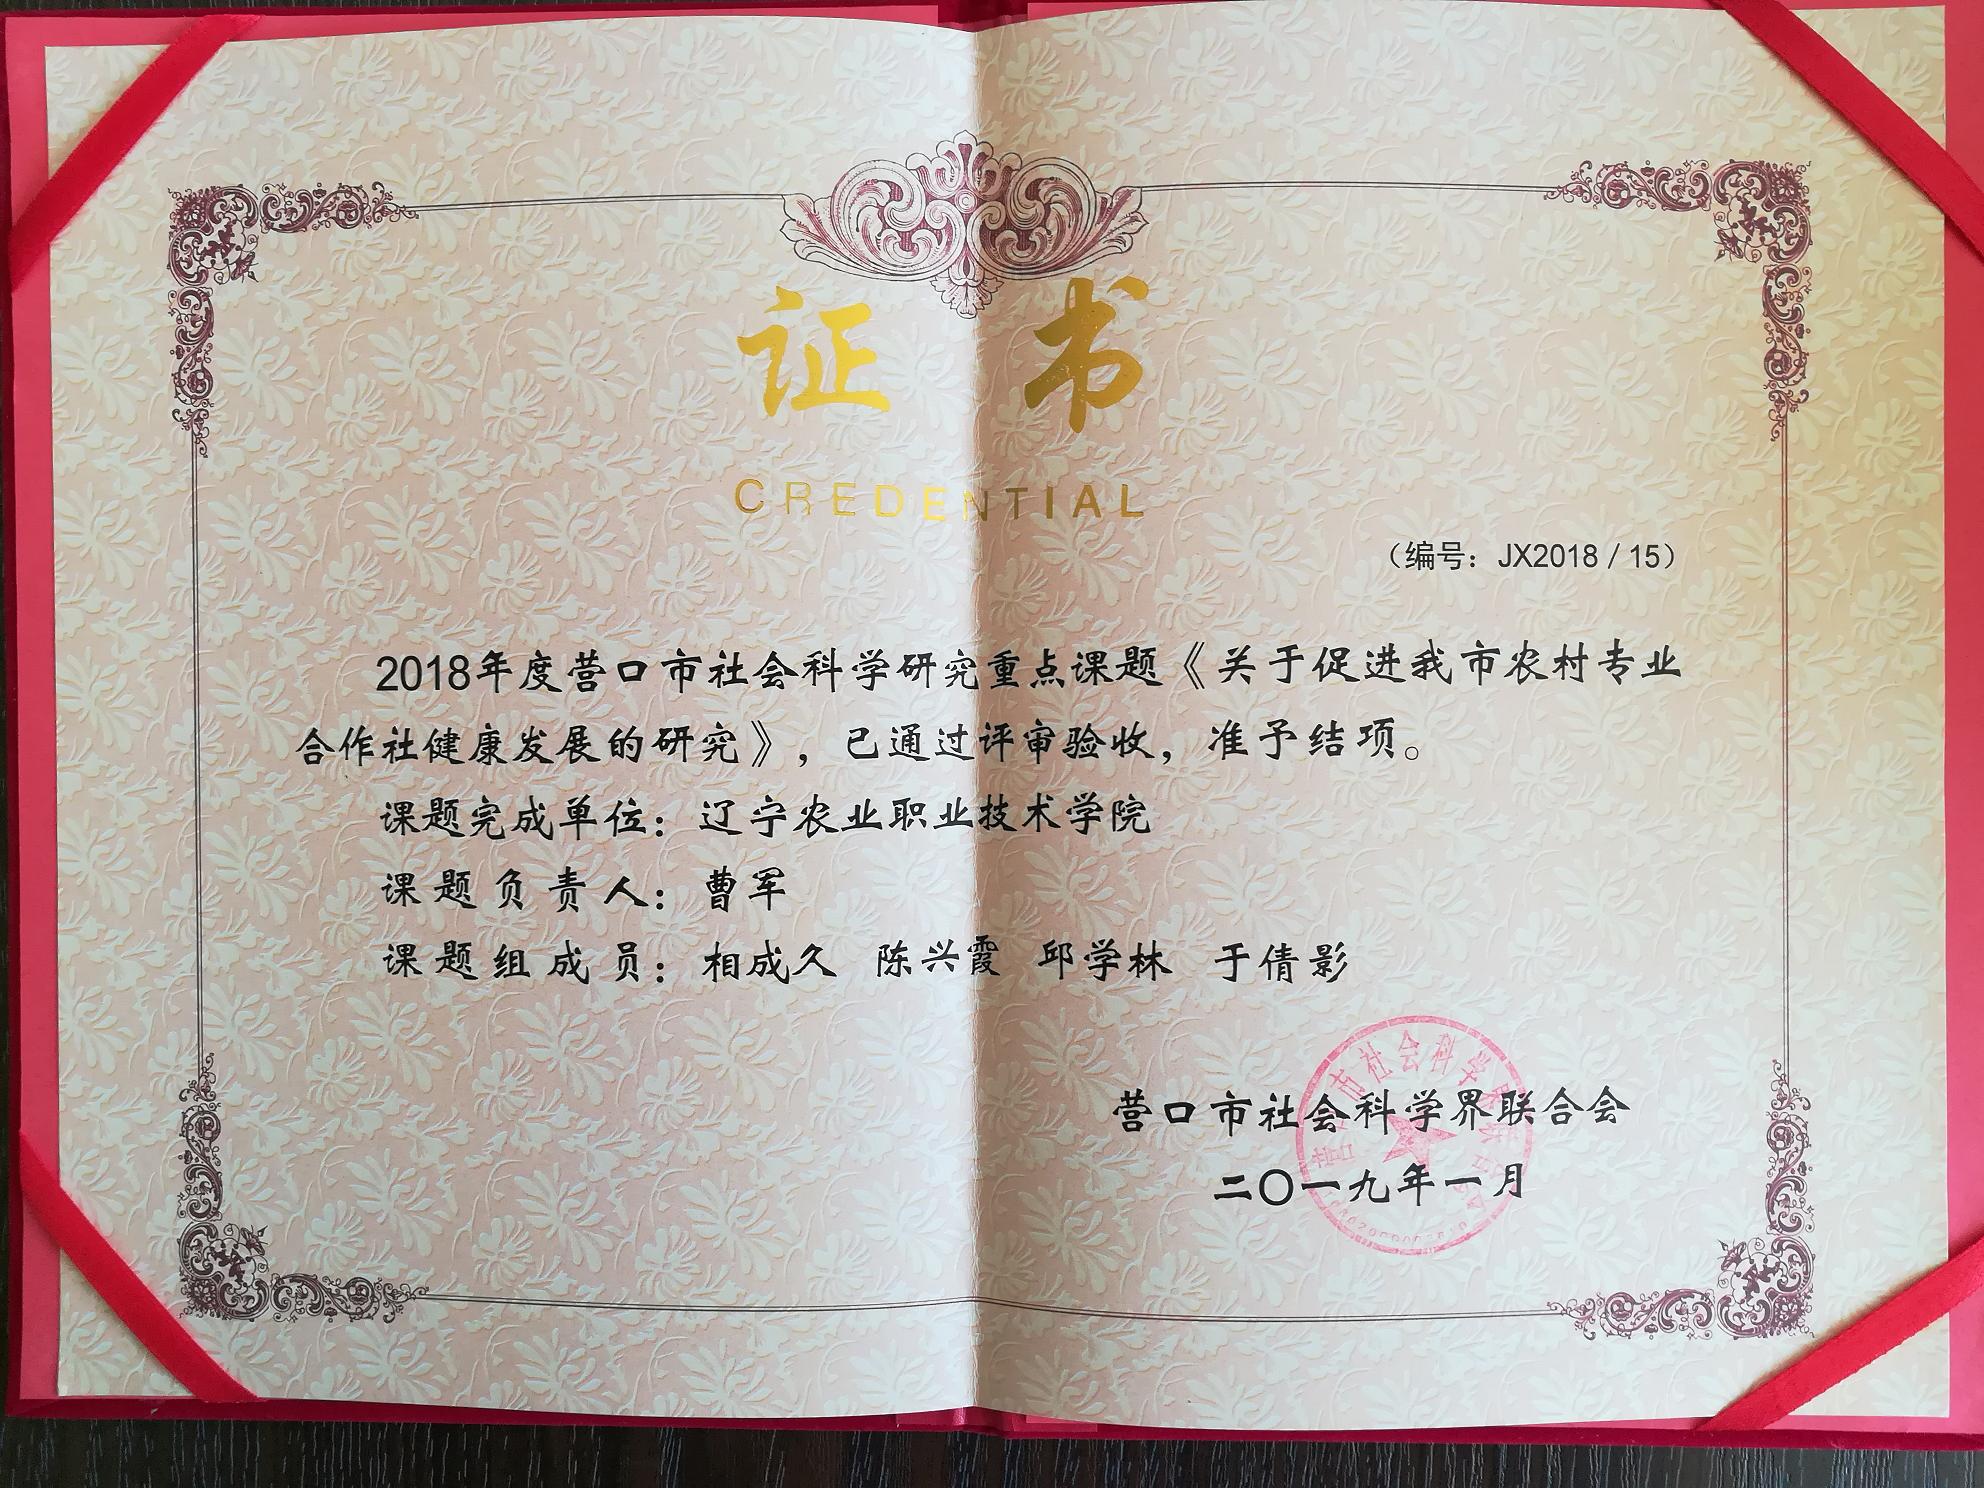 证书
CREDENTIAL
（编号：JX2018／15）
2018年度营口市社会科学研究重点课题《关于促进我市农村专业
合作社健康发展的研究》，已通过评审验收，准予结项。
课题完成单位：辽宁农业职业技术学院
课题负责人：曹军
课题组成员：相成久 陈兴霞 邱学林 于倩影
营口市社会科学界联合会
二〇一九年一月